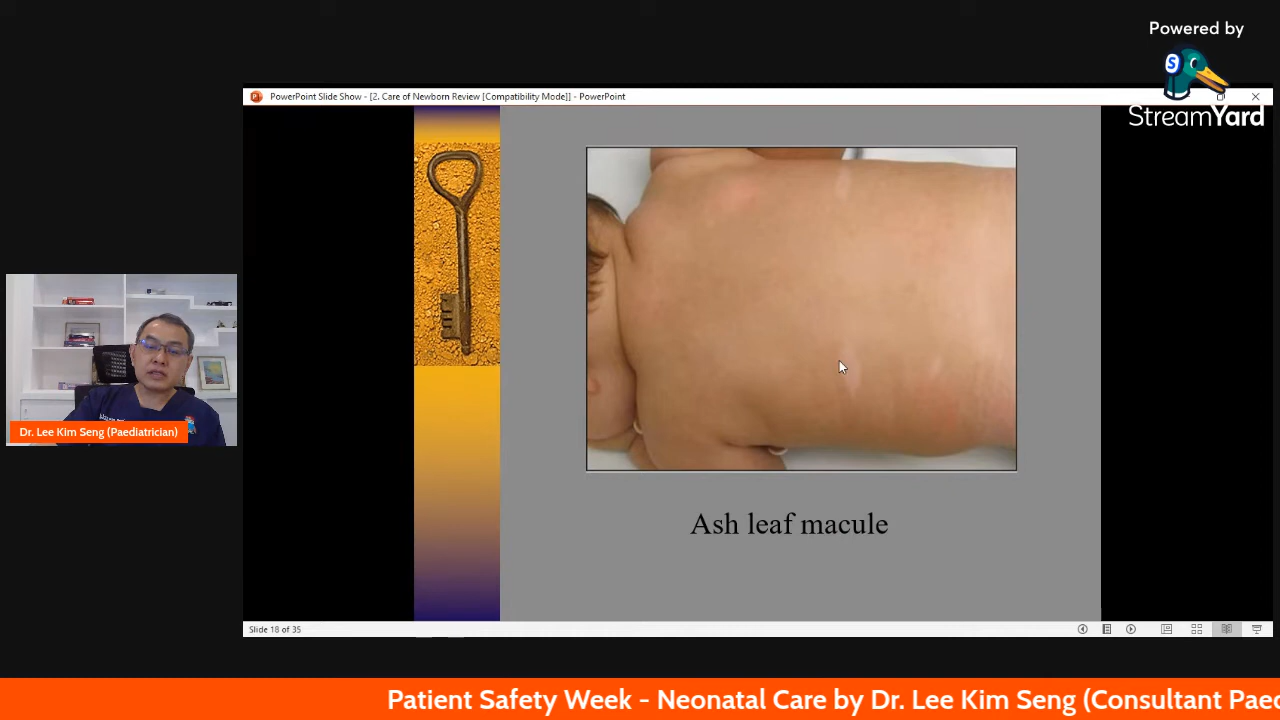 Powered by
S
StreamYard
PowerPoint Slide Show - [2. Care of Newborn Review [Compatibility Mode]] - PowerPoint
Dr. Lee Kim Seng (Paediatrician)
Ash leaf macule
Slide 18 of 35
Patient Safety Week - Neonatal Care by Dr. Lee Kim Seng (Consultant Paed